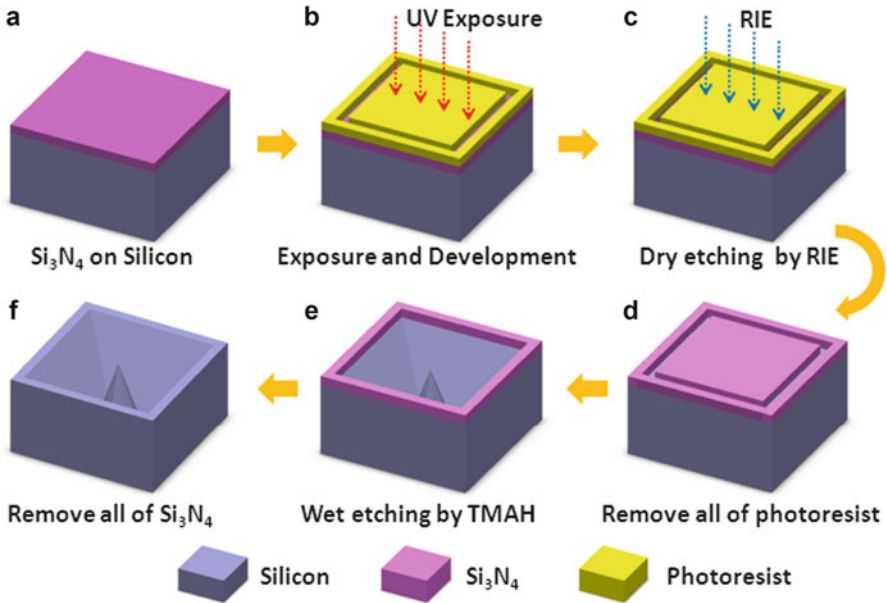 a
b
UV Exposure
c
RIE
Si₃N₄ on Silicon
Exposure and Development
Dry etching by RIE
f
e
d
Remove all of Si₃N₄
Wet etching by TMAH
Remove all of photoresist
Silicon
Si₃N₄
Photoresist